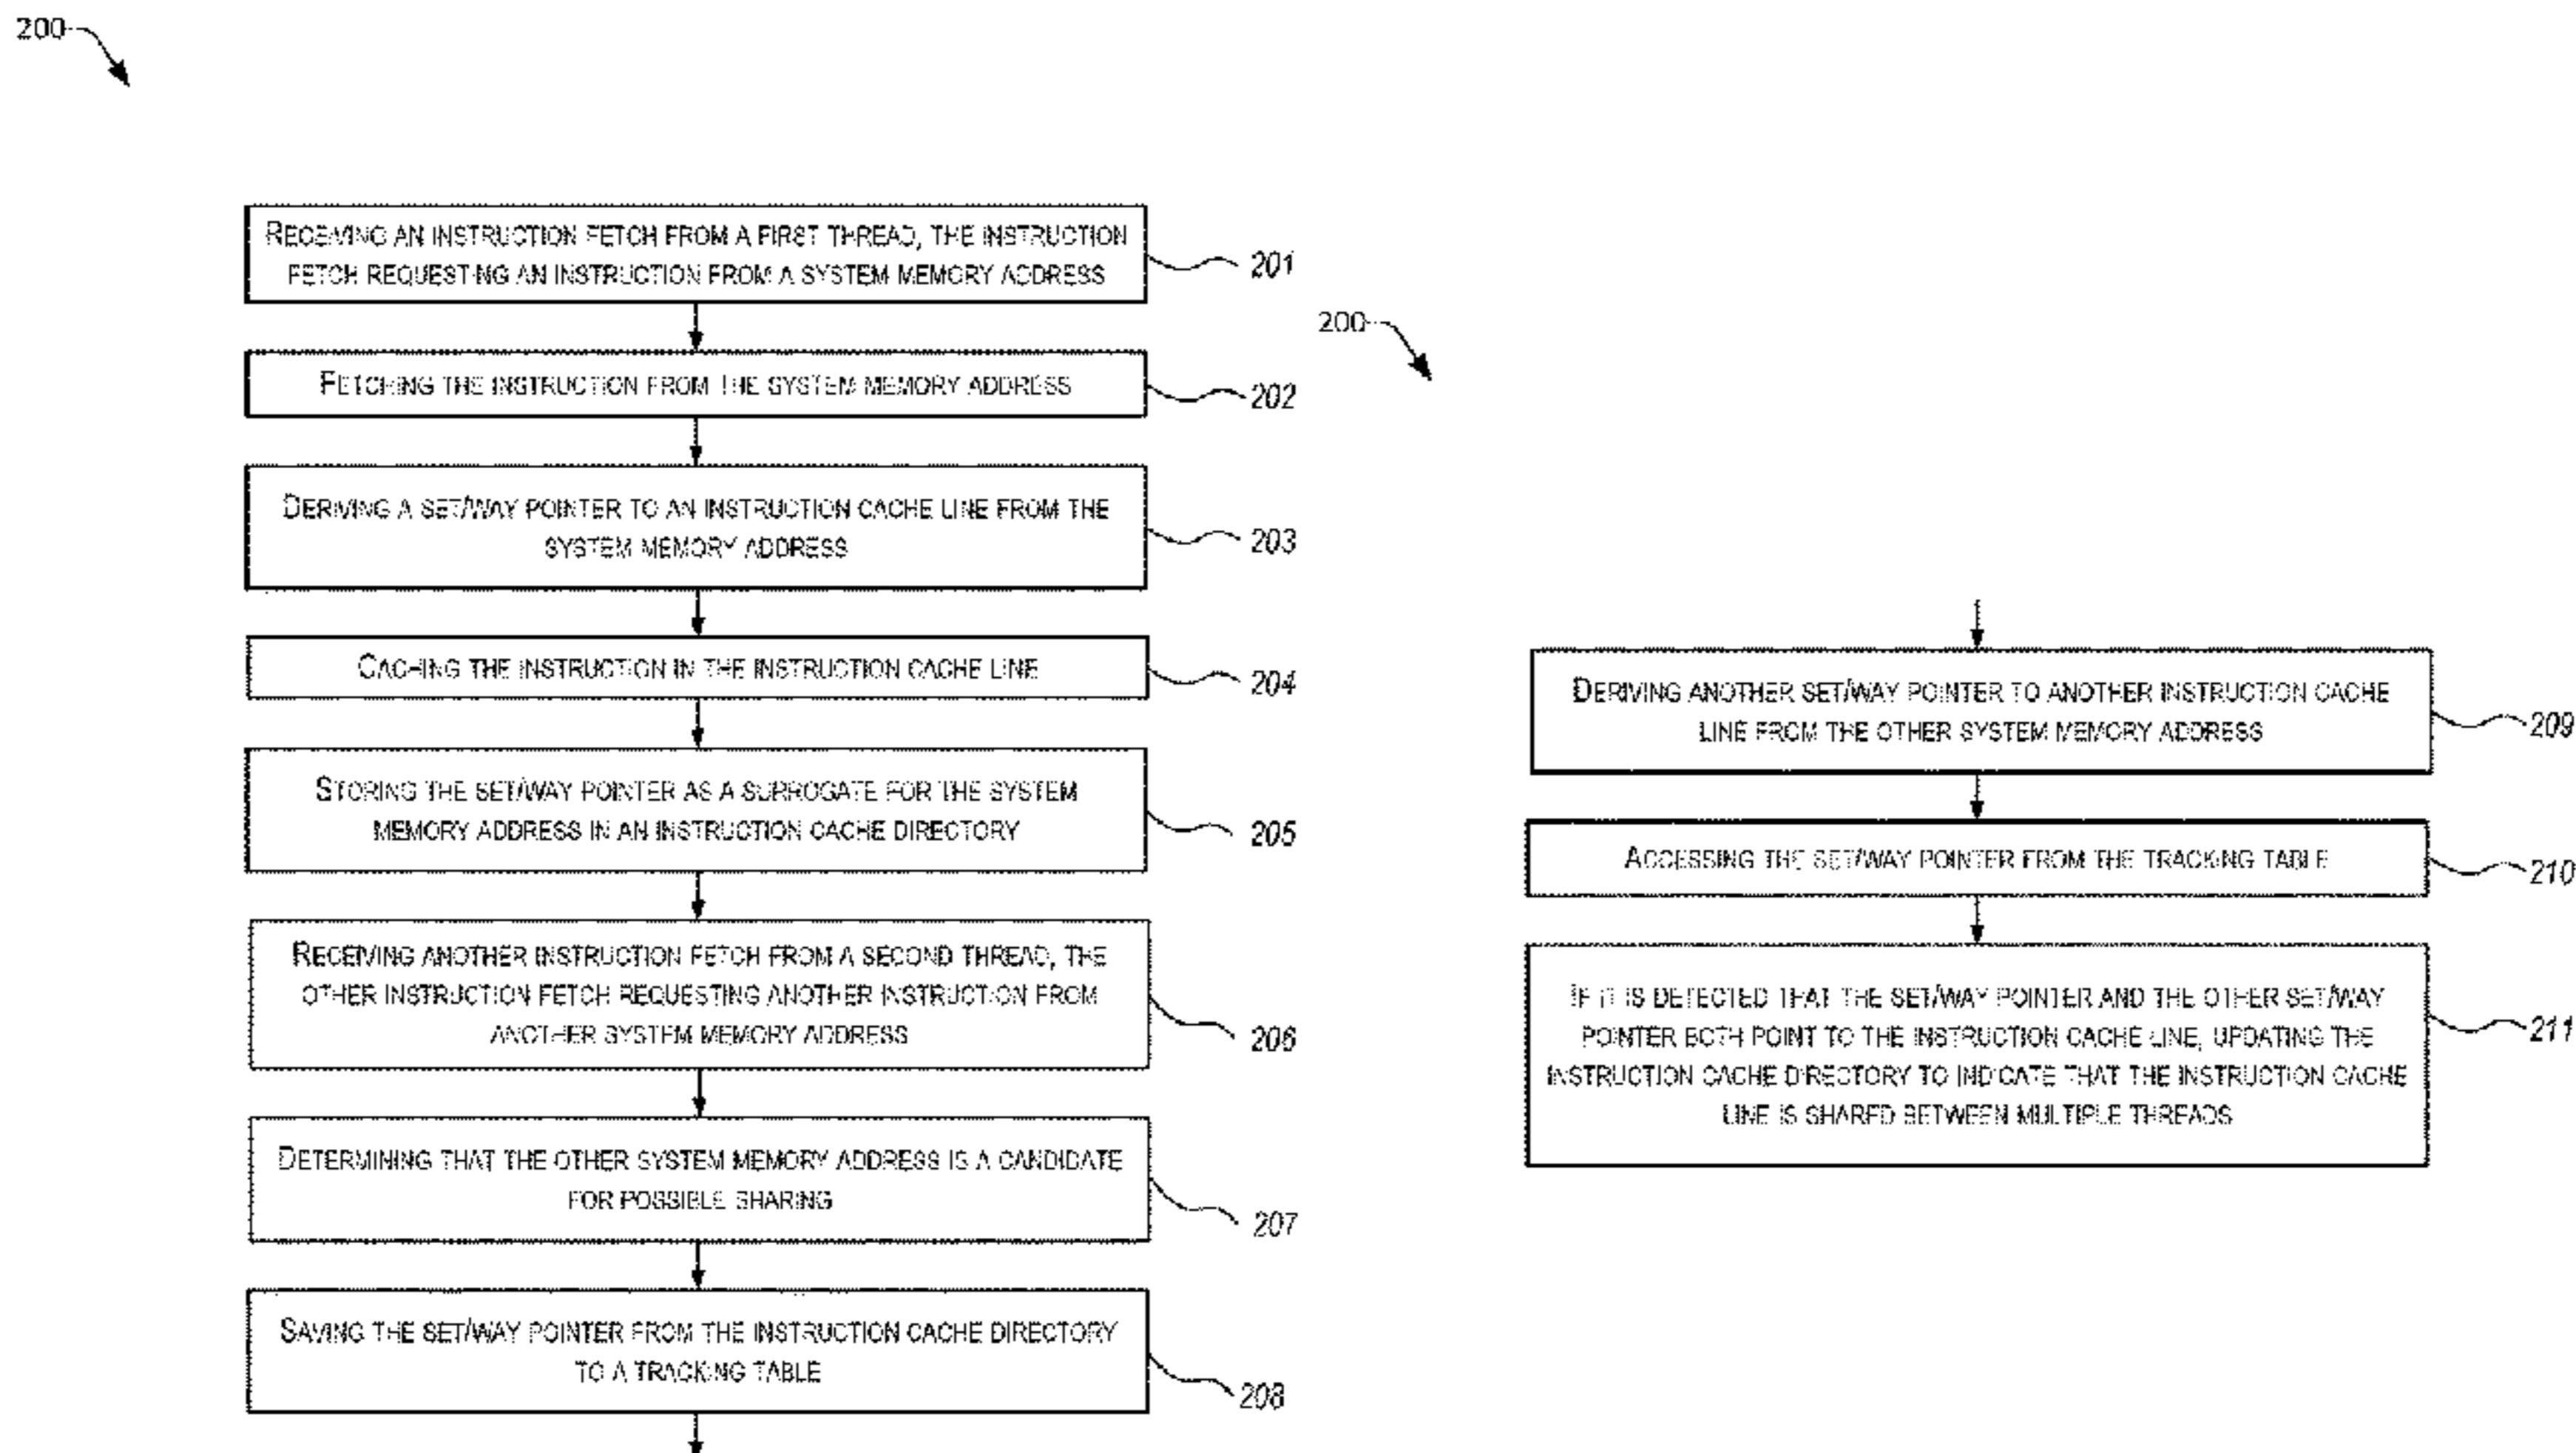 200
RECEIVING AN INSTRUCTION FETCH FROM A FIRST THREAD, THE INSTRUCTION
FETCH REQUESTING AN INSTRUCTION FROM A SYSTEM MEMORY ADDRESS
201
FETCHING THE INSTRUCTION FROM THE SYSTEM MEMORY ADDRESS
202
DERIVING A SET/WAY POINTER TO AN INSTRUCTION CACHE LINE FROM THE
SYSTEM MEMORY ADDRESS
203
CACHING THE INSTRUCTION IN THE INSTRUCTION CACHE LINE
204
STORING THE SET/WAY POINTER AS A SURROGATE FOR THE SYSTEM
MEMORY ADDRESS IN AN INSTRUCTION CACHE DIRECTORY
205
RECEIVING ANOTHER INSTRUCTION FETCH FROM A SECOND THREAD, THE
OTHER INSTRUCTION FETCH REQUESTING ANOTHER INSTRUCTION FROM
ANOTHER SYSTEM MEMORY ADDRESS
206
DETERMINING THAT THE OTHER SYSTEM MEMORY ADDRESS IS A CANDIDATE
FOR POSSIBLE SHARING
207
SAVING THE SET/WAY POINTER FROM THE INSTRUCTION CACHE DIRECTORY
TO A TRACKING TABLE
208
200
DERIVING ANOTHER SET/WAY POINTER TO ANOTHER INSTRUCTION CACHE
LINE FROM THE OTHER SYSTEM MEMORY ADDRESS
209
ACCESSING THE SET/WAY POINTER FROM THE TRACKING TABLE
210
IF IT IS DETECTED THAT THE SET/WAY POINTER AND THE OTHER SET/WAY
POINTER BOTH POINT TO THE INSTRUCTION CACHE LINE, UPDATING THE
INSTRUCTION CACHE DIRECTORY TO INDICATE THAT THE INSTRUCTION CACHE
LINE IS SHARED BETWEEN MULTIPLE THREADS
211